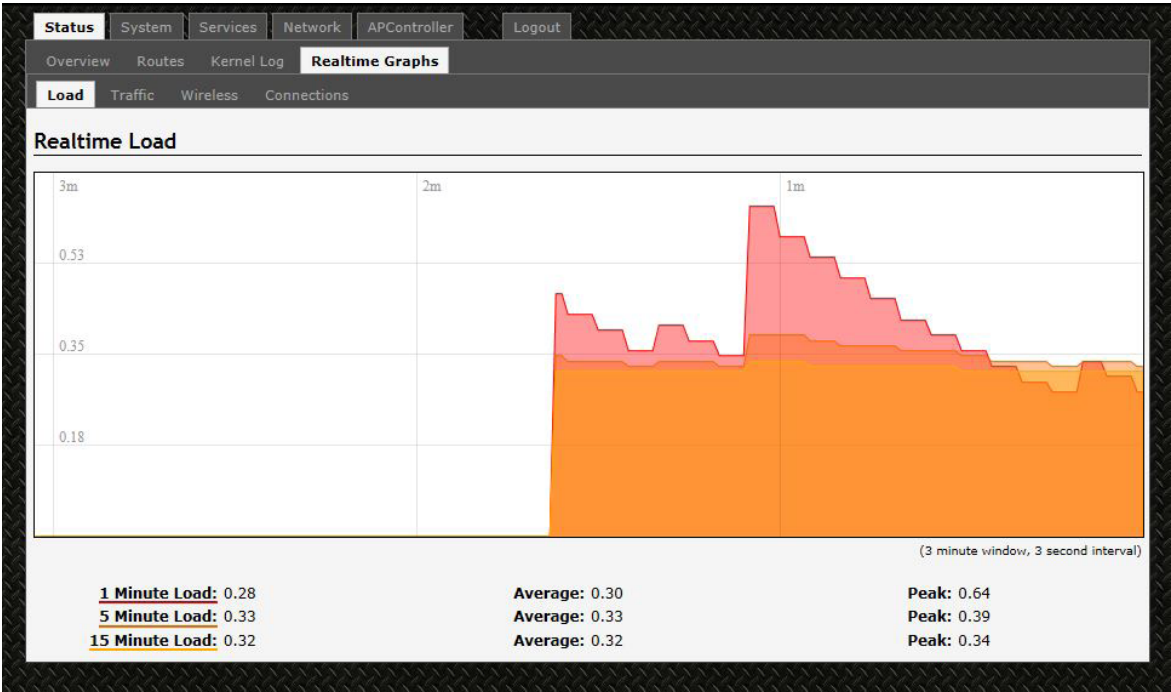 Status System Services Network APController Logout
Overview Routes Kernel Log Realtime Graphs
Load Traffic Wireless Connections
Realtime Load
3m 2m 1m
0.53
0.35
0.18
(3 minute window, 3 second interval)
1 Minute Load: 0.28 Average: 0.30 Peak: 0.64
5 Minute Load: 0.33 Average: 0.33 Peak: 0.39
15 Minute Load: 0.32 Average: 0.32 Peak: 0.34